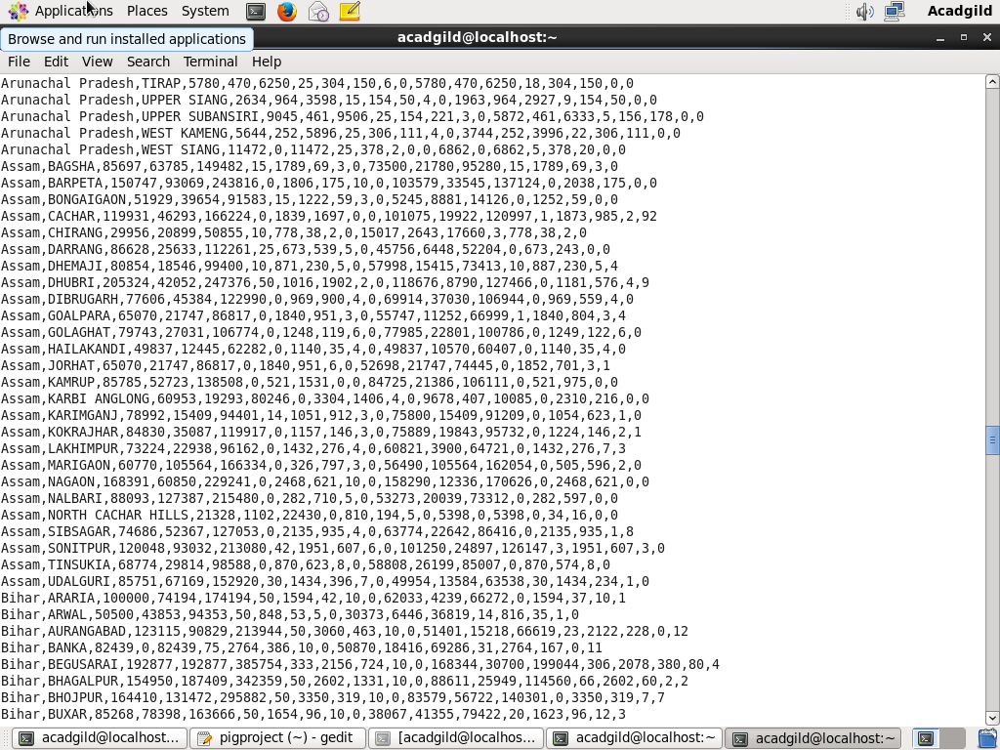 Applications Places System Acadgild
Browse and run installed applications
acadgild@localhost:~
File Edit View Search Terminal Help
Arunachal Pradesh,TIRAP,5780,470,6250,25,304,150,6,0,5780,470,6250,18,304,150,0,0
Arunachal Pradesh,UPPER SIANG,2634,964,3598,15,154,50,4,0,1963,964,2927,9,154,50,0,0
Arunachal Pradesh,UPPER SUBANSIRI,9045,461,9506,25,154,221,3,0,5872,461,6333,5,156,178,0,0
Arunachal Pradesh,WEST KAMENG,5644,252,5896,25,306,111,4,0,3744,252,3996,22,306,111,0,0
Arunachal Pradesh,WEST SIANG,11472,0,11472,25,378,2,0,0,6862,0,6862,5,378,20,0,0
Assam,BAGSHA,85697,63785,149482,15,1789,69,3,0,73500,21780,95280,15,1789,69,3,0
Assam,BARPETA,150747,93069,243816,0,1806,175,10,0,103579,33545,137124,0,2038,175,0,0
Assam,BONGAIGAON,51929,39654,91583,15,1222,59,3,0,5245,8881,14126,0,1252,59,0,0
Assam,CACHAR,119931,46293,166224,0,1839,1697,0,0,101075,19922,120997,1,1873,985,2,92
Assam,CHIRANG,29956,20899,50855,10,778,38,2,0,15017,2643,17660,3,778,38,2,0
Assam,DARRANG,86628,25633,112261,25,673,539,5,0,45756,6448,52204,0,673,243,0,0
Assam,DHEMAJI,80854,18546,99400,10,871,230,5,0,57998,15415,73413,10,887,230,5,4
Assam,DHUBRI,205324,42052,247376,50,1016,1902,2,0,118676,8790,127466,0,1181,576,4,9
Assam,DIBRUGARH,77606,45384,122990,0,969,900,4,0,69914,37030,106944,0,969,559,4,0
Assam,GOALPARA,65070,21747,86817,0,1840,951,3,0,55747,11252,66999,1,1840,804,3,4
Assam,GOLAGHAT,79743,27031,106774,0,1248,119,6,0,77985,22801,100786,0,1249,122,6,0
Assam,HAILAKANDI,49837,12445,62282,0,1140,35,4,0,49837,10570,60407,0,1140,35,4,0
Assam,JORHAT,65070,21747,86817,0,1840,951,6,0,52698,21747,74445,0,1852,701,3,1
Assam,KAMRUP,85785,52723,138508,0,521,1531,0,0,84725,21386,106111,0,521,975,0,0
Assam,KARBI ANGLONG,60953,19293,80246,0,3304,1406,4,0,9678,407,10085,0,2310,216,0,0
Assam,KARIMGANJ,78992,15409,94401,14,1051,912,3,0,75800,15409,91209,0,1054,623,1,0
Assam,KOKRAJHAR,84830,35087,119917,0,1157,146,3,0,75889,19843,95732,0,1224,146,2,1
Assam,LAKHIMPUR,73224,22938,96162,0,1432,276,4,0,60821,3900,64721,0,1432,276,7,3
Assam,MARIGAON,60770,105564,166334,0,326,797,3,0,56490,105564,162054,0,505,596,2,0
Assam,NAGAON,168391,60850,229241,0,2468,621,10,0,158290,12336,170626,0,2468,621,0,0
Assam,NALBARI,88093,127387,215480,0,282,710,5,0,53273,20039,73312,0,282,597,0,0
Assam,NORTH CACHAR HILLS,21328,1102,22430,0,810,194,5,0,5398,0,5398,0,34,16,0,0
Assam,SIBSAGAR,74686,52367,127053,0,2135,935,4,0,63774,22642,86416,0,2135,935,1,8
Assam,SONITPUR,120048,93032,213080,42,1951,607,6,0,101250,24897,126147,3,1951,607,3,0
Assam,TINSUKIA,68774,29814,98588,0,870,623,8,0,58808,26199,85007,0,870,574,8,0
Assam,UDALGURI,85751,67169,152920,30,1434,396,7,0,49954,13584,63538,30,1434,234,1,0
Bihar,ARARIA,100000,74194,174194,50,1594,42,10,0,62033,4239,66272,0,1594,37,10,1
Bihar,ARWAL,50500,43853,94353,50,848,53,5,0,30373,6446,36819,14,816,35,1,0
Bihar,AURANGABAD,123115,90829,213944,50,3060,463,10,0,51401,15218,66619,23,2122,228,0,12
Bihar,BANKA,82439,0,82439,75,2764,386,10,0,50870,18416,69286,31,2764,167,0,11
Bihar,BEGUSARAI,192877,192877,385754,333,2156,724,10,0,168344,30700,199044,306,2078,380,80,4
Bihar,BHAGALPUR,154950,187409,342359,50,2602,1331,10,0,88611,25949,114560,66,2602,60,2,2
Bihar,BHOJPUR,164410,131472,295882,50,3350,319,10,0,83579,56722,140301,0,3350,319,7,7
Bihar,BUXAR,85268,78398,163666,50,1654,96,10,0,38067,41355,79422,20,1623,96,12,3
acadgild@localhost... pigproject (~) - gedit [acadgild@localhos... acadgild@localhost:~ acadgild@localhost:~